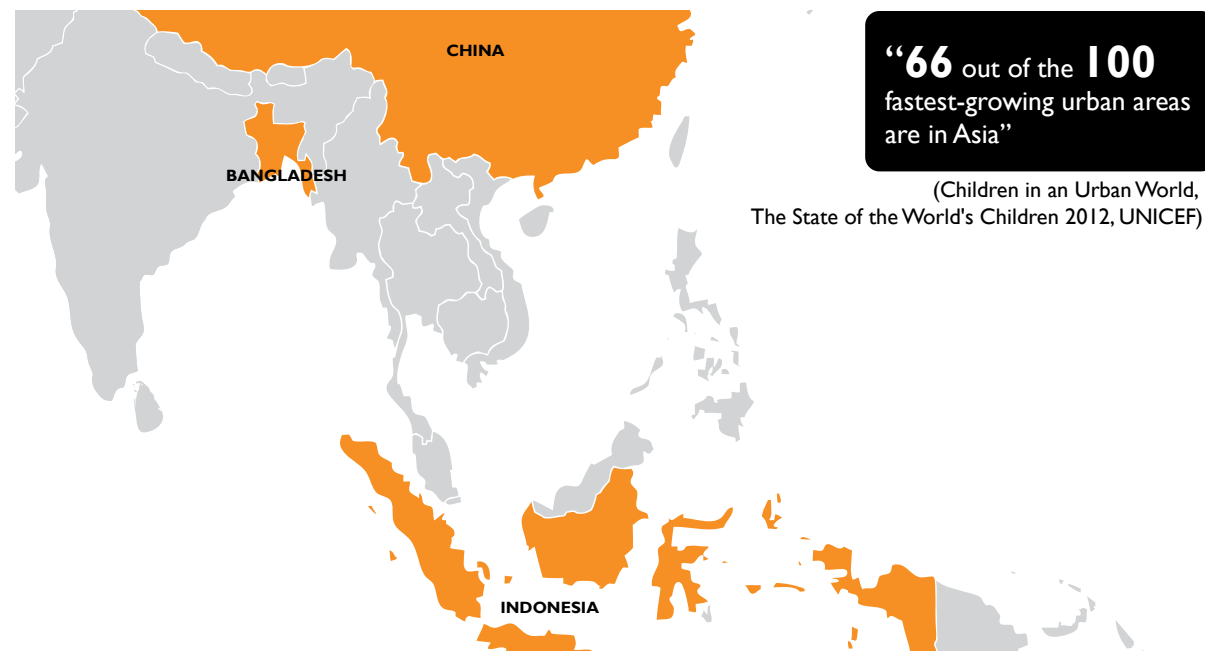 CHINA
“66 out of the 100
fastest-growing urban areas
are in Asia”
BANGLADESH
(Children in an Urban World,
The State of the World's Children 2012, UNICEF)
INDONESIA